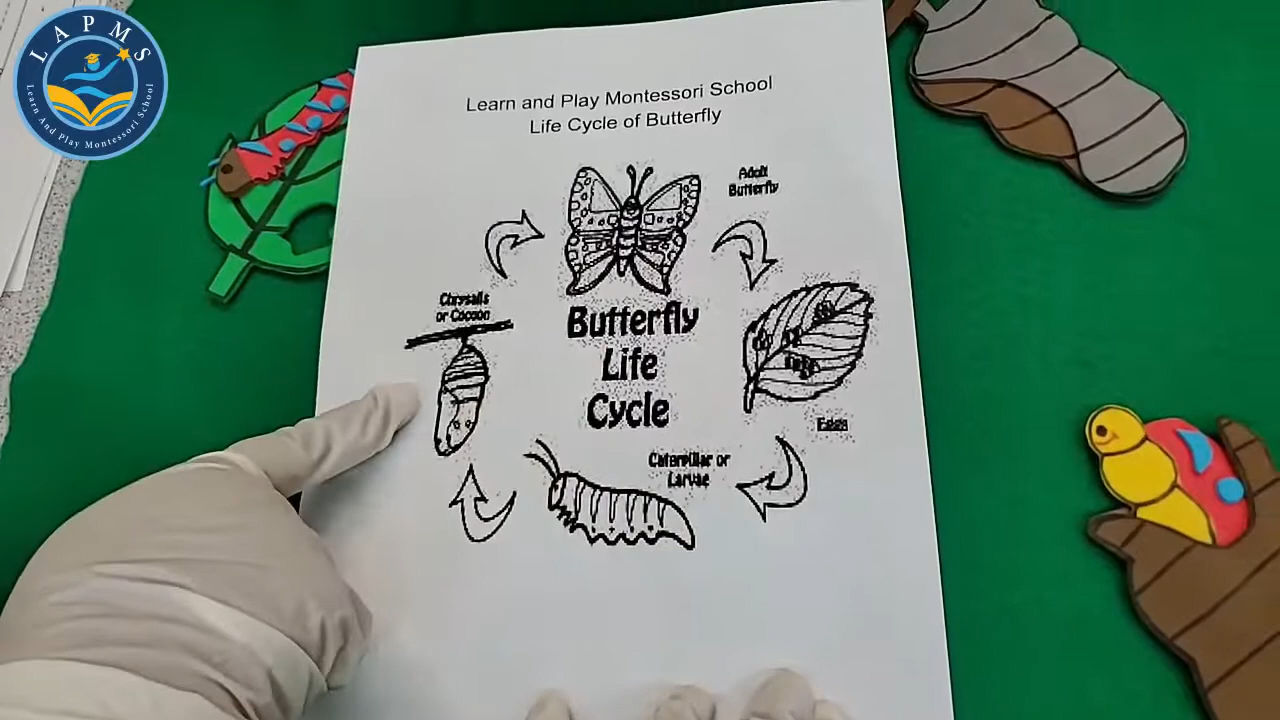 LAPMS
Learn And Play Montessori School
Learn and Play Montessori School
Life Cycle of Butterfly
Adult
Butterfly
Chrysalis
or Cocoon
Butterfly
Life
Cycle
Eggs
Caterpillar or
Larvae